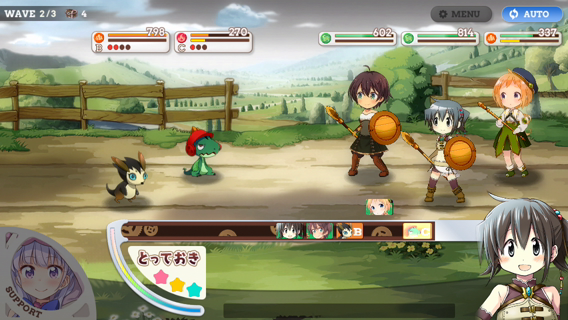 WAVE 2/3 4
MENU
AUTO
798
B
270
C
602
814
337
B
とっておき
SUPPORT